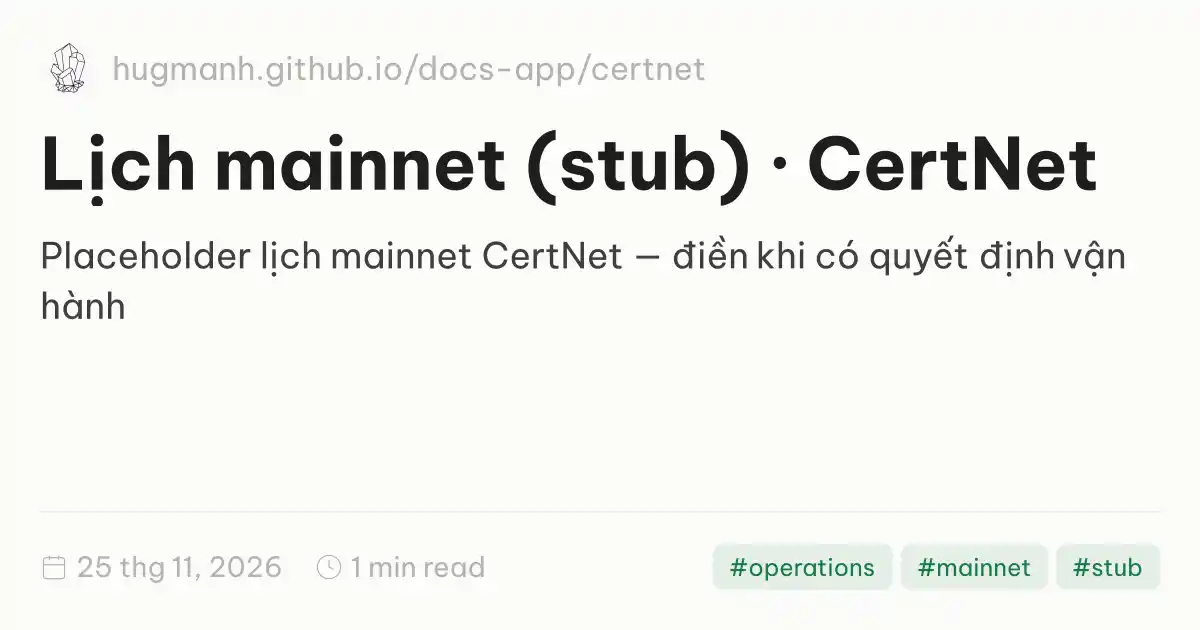 hugmanh.github.io/docs-app/certnet
Lịch mainnet (stub) · CertNet
Placeholder lịch mainnet CertNet — điền khi có quyết định vận
hành
25 thg 11, 2026 1 min read #operations #mainnet #stub